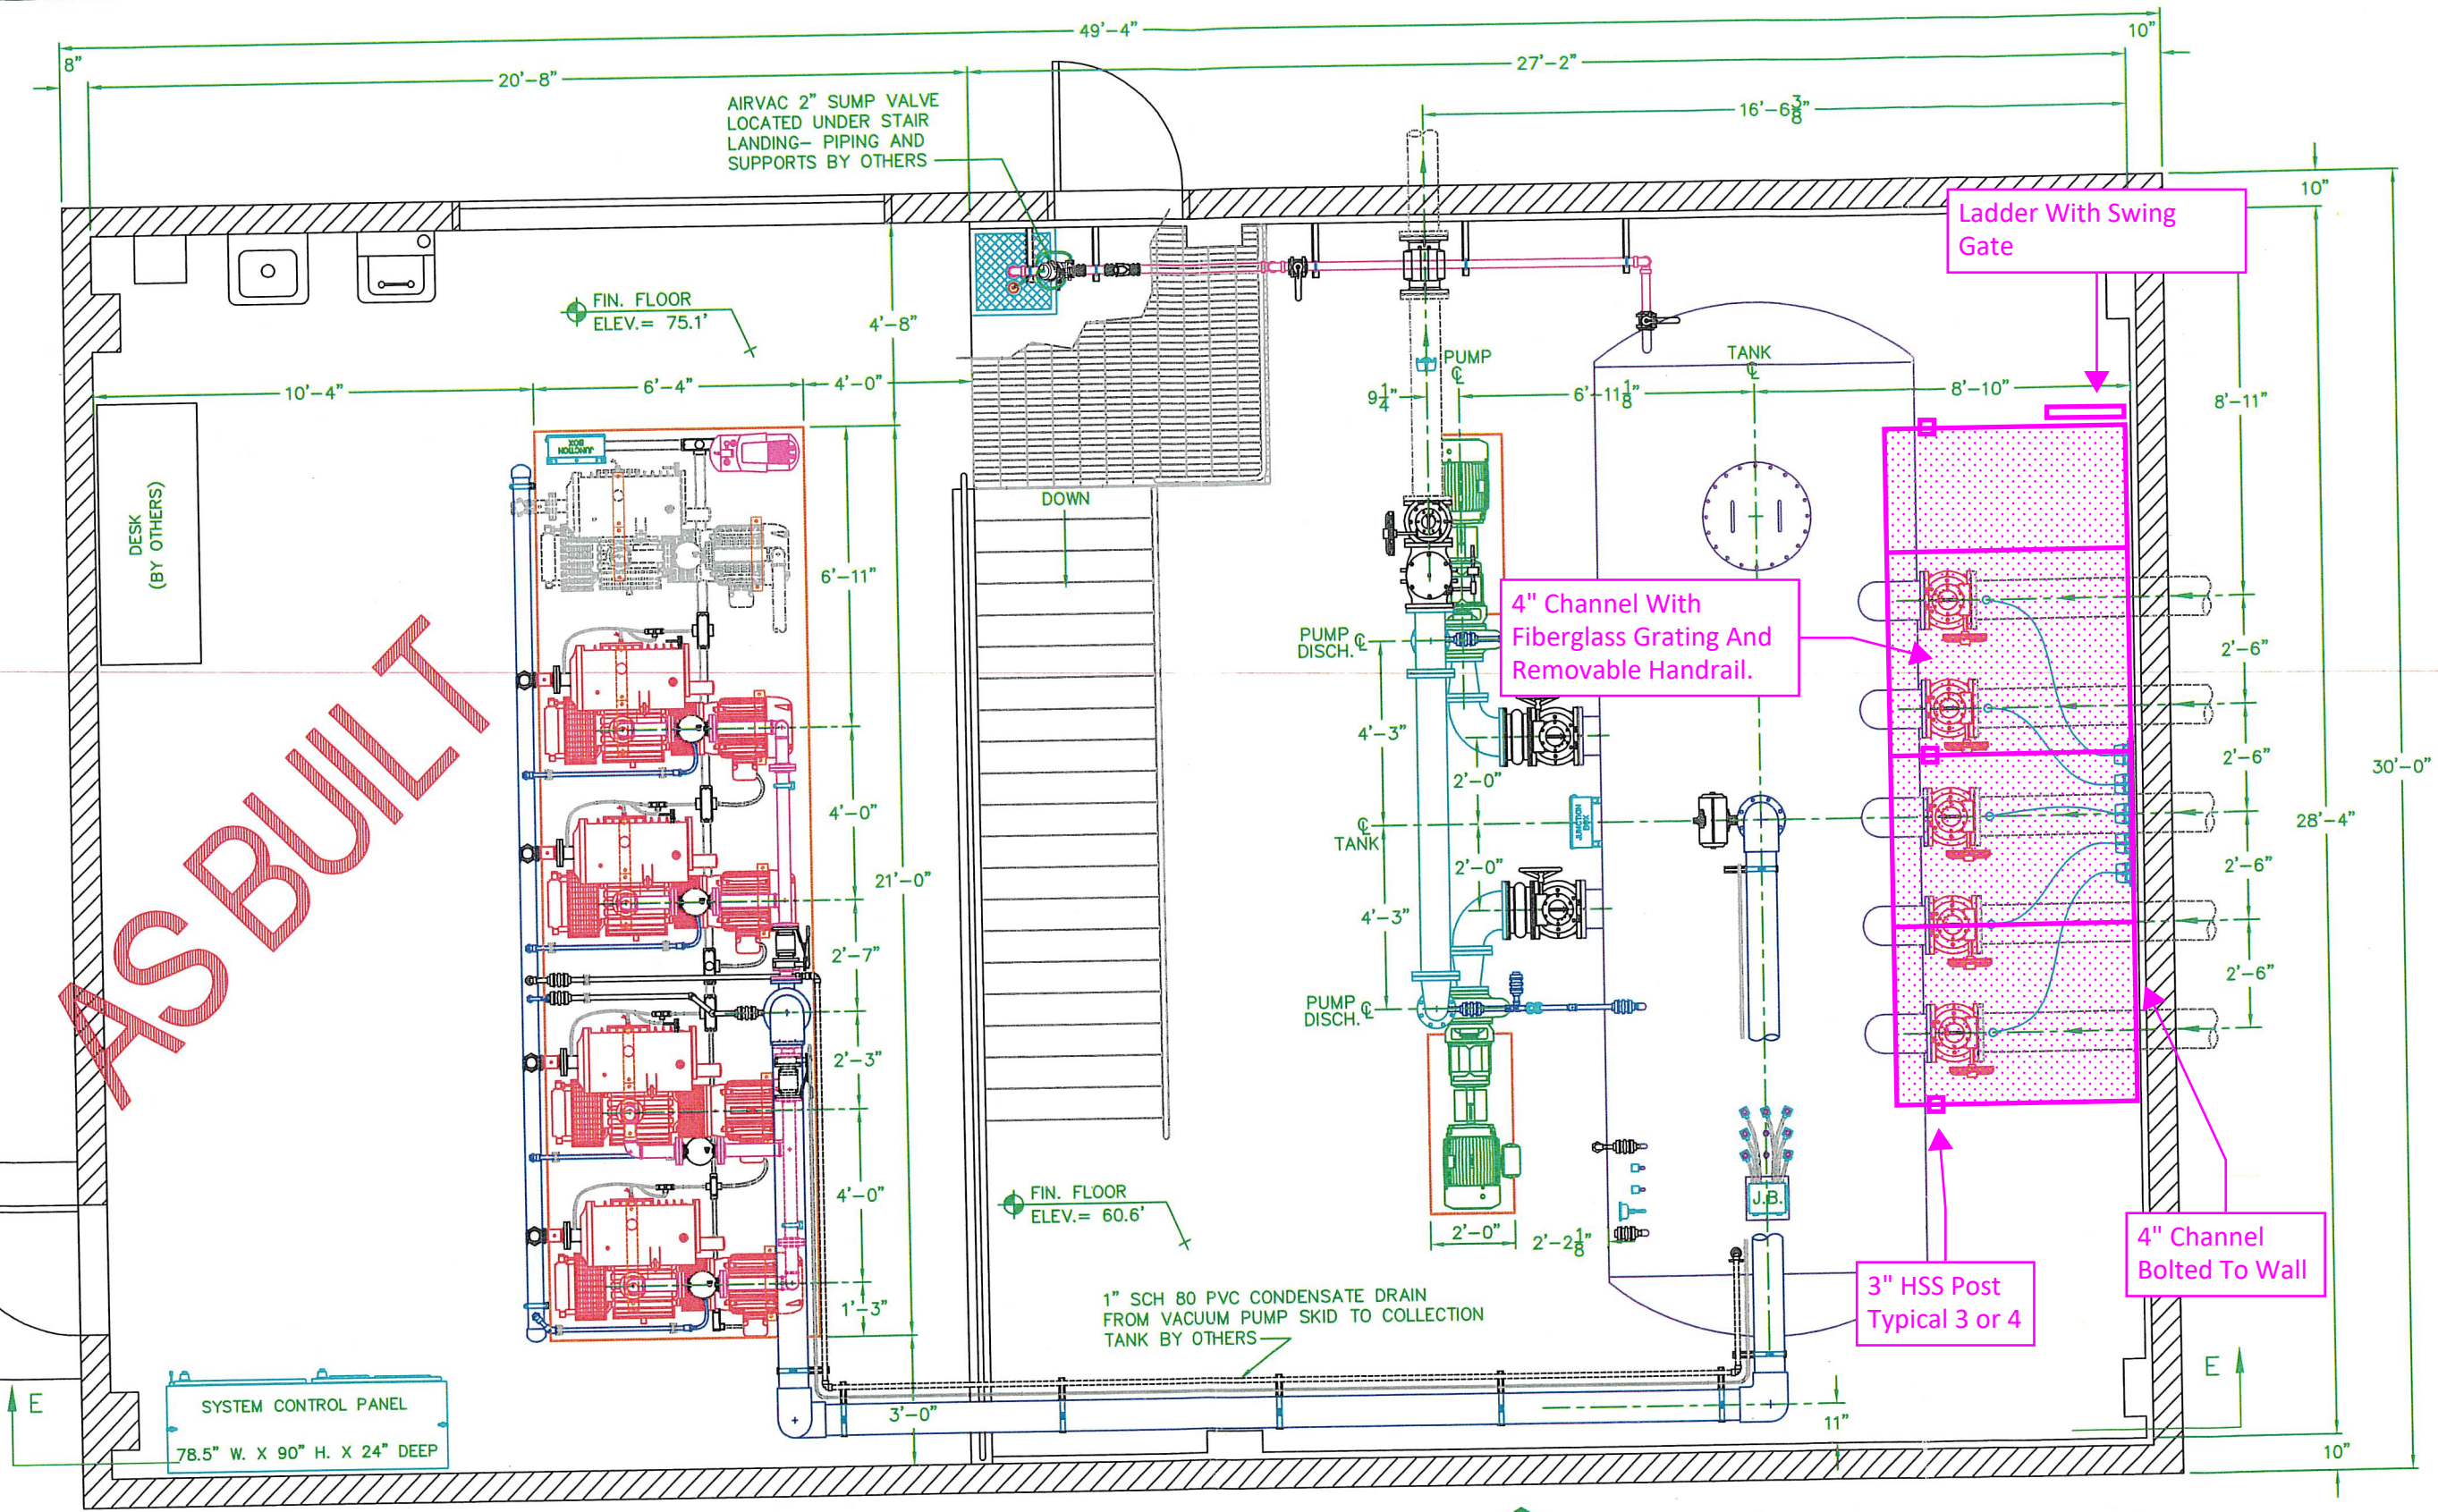 49'-4"
8"
10"
20'-8"
27'-2"
16'-6 3/8"
AIRVAC 2" SUMP VALVE
LOCATED UNDER STAIR
LANDING- PIPING AND
SUPPORTS BY OTHERS
10"
Ladder With Swing
Gate
FIN. FLOOR
ELEV.= 75.1'
4'-8"
PUMP
℄
TANK
℄
10'-4"
6'-4"
4'-0"
9 1/4"
6'-11 1/8"
8'-10"
8'-11"
JUNCTION
BOX
DESK
(BY OTHERS)
DOWN
6'-11"
4" Channel With
Fiberglass Grating And
Removable Handrail.
PUMP ℄
DISCH.
2'-6"
AS BUILT
4'-3"
2'-0"
2'-6"
30'-0"
4'-0"
℄
TANK
JUNCTION
BOX
28'-4"
21'-0"
2'-0"
2'-6"
4'-3"
2'-7"
2'-6"
PUMP ℄
DISCH.
2'-3"
4'-0"
FIN. FLOOR
ELEV.= 60.6'
J.B.
2'-0"
2'-2 1/8"
4" Channel
Bolted To Wall
3" HSS Post
Typical 3 or 4
1'-3"
1" SCH 80 PVC CONDENSATE DRAIN
FROM VACUUM PUMP SKID TO COLLECTION
TANK BY OTHERS
E
E
SYSTEM CONTROL PANEL
78.5" W. X 90" H. X 24" DEEP
3'-0"
11"
10"